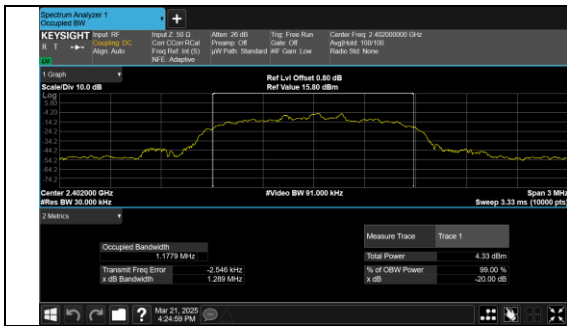 Spectrum Analyzer 1
Occupied BW
KEYSIGHT
R T
Input: RF
Coupling: DC
Align: Auto
Input Z: 50 Ω
Corr CCorr RCal
Freq Ref: Int (S)
NFE: Adaptive
Atten: 26 dB
Preamp: Off
µW Path: Standard
Trig: Free Run
Gate: Off
#IF Gain: Low
Center Freq: 2.402000000 GHz
Avg|Hold: 100/100
Radio Std: None
1 Graph
Scale/Div 10.0 dB
Ref Lvl Offset 0.80 dB
Ref Value 15.80 dBm
Log
5.80
-4.20
-14.2
-24.2
-34.2
-44.2
-54.2
-64.2
-74.2
Center 2.402000 GHz
#Res BW 30.000 kHz
#Video BW 91.000 kHz
Span 3 MHz
Sweep 3.33 ms (10000 pts)
2 Metrics
Measure Trace
Trace 1
Occupied Bandwidth
1.1779 MHz
Total Power
4.33 dBm
Transmit Freq Error
-2.546 kHz
% of OBW Power
99.00 %
x dB Bandwidth
1.289 MHz
x dB
-20.00 dB
?
Mar 21, 2025
4:24:59 PM